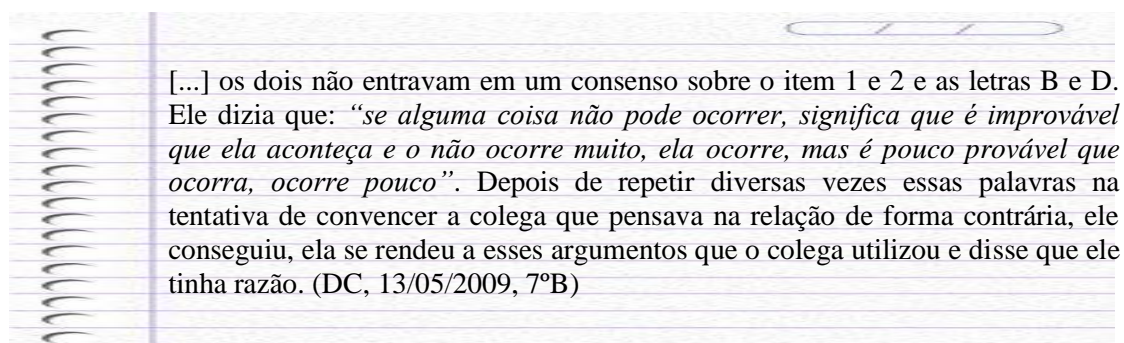 [...] os dois não entravam em um consenso sobre o item 1 e 2 e as letras B e D.
Ele dizia que: “se alguma coisa não pode ocorrer, significa que é improvável
que ela aconteça e o não ocorre muito, ela ocorre, mas é pouco provável que
ocorra, ocorre pouco”. Depois de repetir diversas vezes essas palavras na
tentativa de convencer a colega que pensava na relação de forma contrária, ele
conseguiu, ela se rendeu a esses argumentos que o colega utilizou e disse que ele
tinha razão. (DC, 13/05/2009, 7ºB)